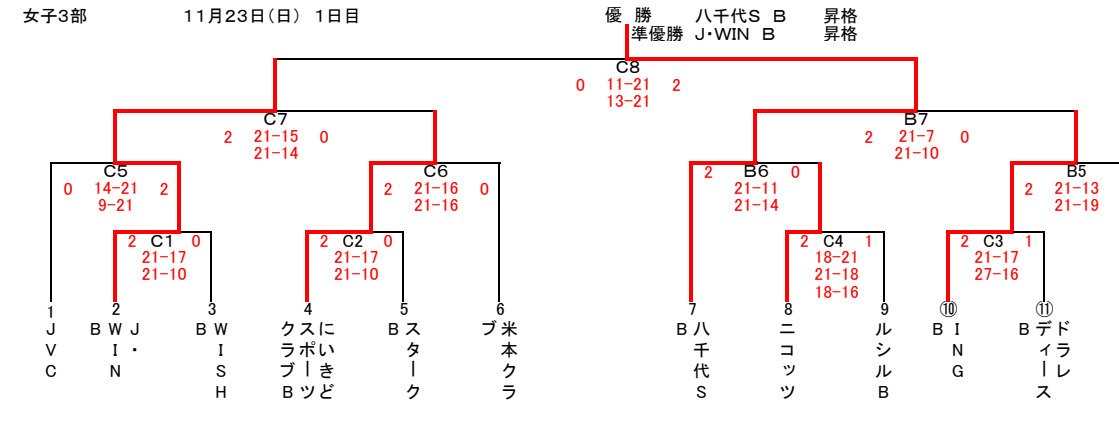 女子３部 11月23日(日) 1日目
優 勝 八千代Ｓ Ｂ 昇格
準優勝 Ｊ・ＷＩＮ Ｂ 昇格
C8
0 11-21 2
13-21
C7
2 21-15 0
21-14
B7
2 21-7 0
21-10
C5
0 14-21 2
9-21
C6
2 21-16 0
21-16
B6
2 0
21-11
21-14
B5
2 21-13
21-19
2 C1 0
21-17
21-10
2 C2 0
21-17
21-10
2 C4 1
18-21
21-18
18-16
2 C3 1
21-17
27-16
1
ＪＶＣ
2
Ｊ・
ＷＩＮ
Ｂ
3
ＷＩＳＨ
Ｂ
4
にいきど
スポーツ
クラブＢ
5
スターク
Ｂ
6
米本クラ
ブ
7
八千代Ｓ
Ｂ
8
ニコッツ
9
ルシルＢ
⑩
ＩＮＧ
Ｂ
⑪
ドラレ
ディース
Ｂ